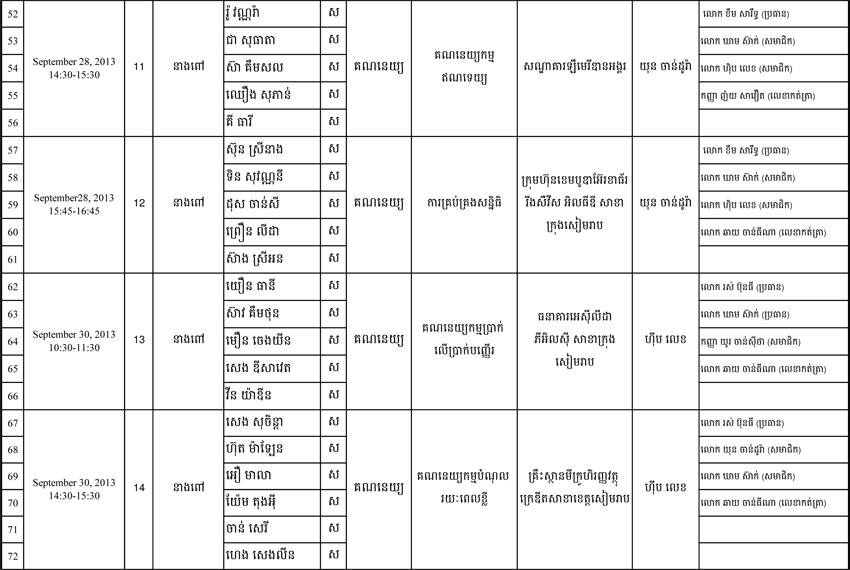 52 រ៉ូ វណ្ណរ៉ា ស លោក ខឹម សារឹទ្ធ (ប្រធាន)
53 ជា សុធាតា ស លោក ឃាម ស៊ាក់ (សមាជិក)
54 September 28, 2013 14:30-15:30 11 នាងពៅ ស៊ា គឹមសល ស គណនេយ្យ គណនេយ្យកម្ម ឥណទេយ្យ សណ្ឋាគារឡឺមេរីឌានអង្គរ យុន ចាន់ដូរ៉ា លោក ហ៊ិប លេខ (សមាជិក)
55 ឈឿង សុភាន់ ស កញ្ញា ញ៉យ សាវឿត (លេខាកត់ត្រា)
56 គី ធារី ស
57 ស៊ុន ស្រីនាង ស លោក ខឹម សារឹទ្ធ (ប្រធាន)
58 ទិន សុវណ្ណនី ស លោក ឃាម ស៊ាក់ (សមាជិក)
59 September28, 2013 15:45-16:45 12 នាងពៅ ដុស ចាន់សី ស គណនេយ្យ ការគ្រប់គ្រងសន្និធិ ក្រុមហ៊ុនខេមបូឌាអ៊ែរខាធ័រ រីងសឺវីស អិលធីឌី សាខា ក្រុងសៀមរាប យុន ចាន់ដូរ៉ា លោក ហ៊ិប លេខ (សមាជិក)
60 ព្រឿន លីដា ស លោក ឆាយ ចាន់ធីណា (លេខាកត់ត្រា)
61 ស៊ាង ស្រីអន ស
62 យឿន ធានី ស លោក រស់ ប៊ុនធី (ប្រធាន)
63 ស៊ាវ គឹមថុន ស លោក ឃាម ស៊ាក់ (ប្រធាន)
64 September 30, 2013 10:30-11:30 13 នាងពៅ មឿន ចេងឃីន ស គណនេយ្យ គណនេយ្យកម្មប្រាក់ លើប្រាក់បញ្ញើរ ធនាគារអេស៊ីលីដា ភីអិលស៊ី សាខាក្រុង សៀមរាប ហ៊ីប លេខ កញ្ញា យូរ ចាន់ស៊ីថា (សមាជិក)
65 សេង ឌីសាវេត ស លោក ឆាយ ចាន់ធីណា (លេខាកត់ត្រា)
66 វីន យ៉ាឌីន ស
67 សេង សុចិន្តា ស លោក រស់ ប៊ុនធី (ប្រធាន)
68 ហ៊ុត ម៉ាឡែន ស លោក យុន ចាន់ដូរ៉ា (សមាជិក)
69 September 30, 2013 14:30-15:30 14 នាងពៅ អឿ មាលា ស គណនេយ្យ គណនេយ្យកម្មបំណុល រយៈពេលខ្លី គ្រឹះស្ថានមីក្រូហិរញ្ញវត្ថុ ក្រេឌីតសាខាខេត្តសៀមរាប ហ៊ីប លេខ លោក ឃាម ស៊ាក់ (សមាជិក)
70 យ៉ែម តុងអ៊ី ស លោក ឆាយ ចាន់ធីណា (លេខាកត់ត្រា)
71 ចាន់ សេរី ស
72 ហេង សេងលីន ស